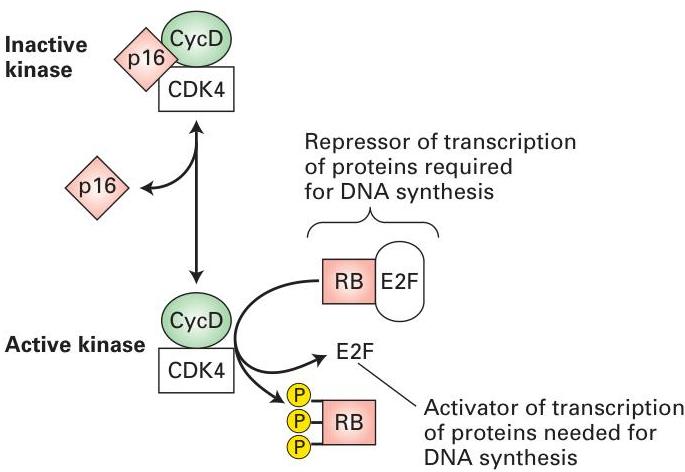 Inactive
kinase
p16
CycD
CDK4
p16
Repressor of transcription
of proteins required
for DNA synthesis
RB
E2F
Active kinase
CycD
CDK4
E2F
P
P
P
RB
Activator of transcription
of proteins needed for
DNA synthesis